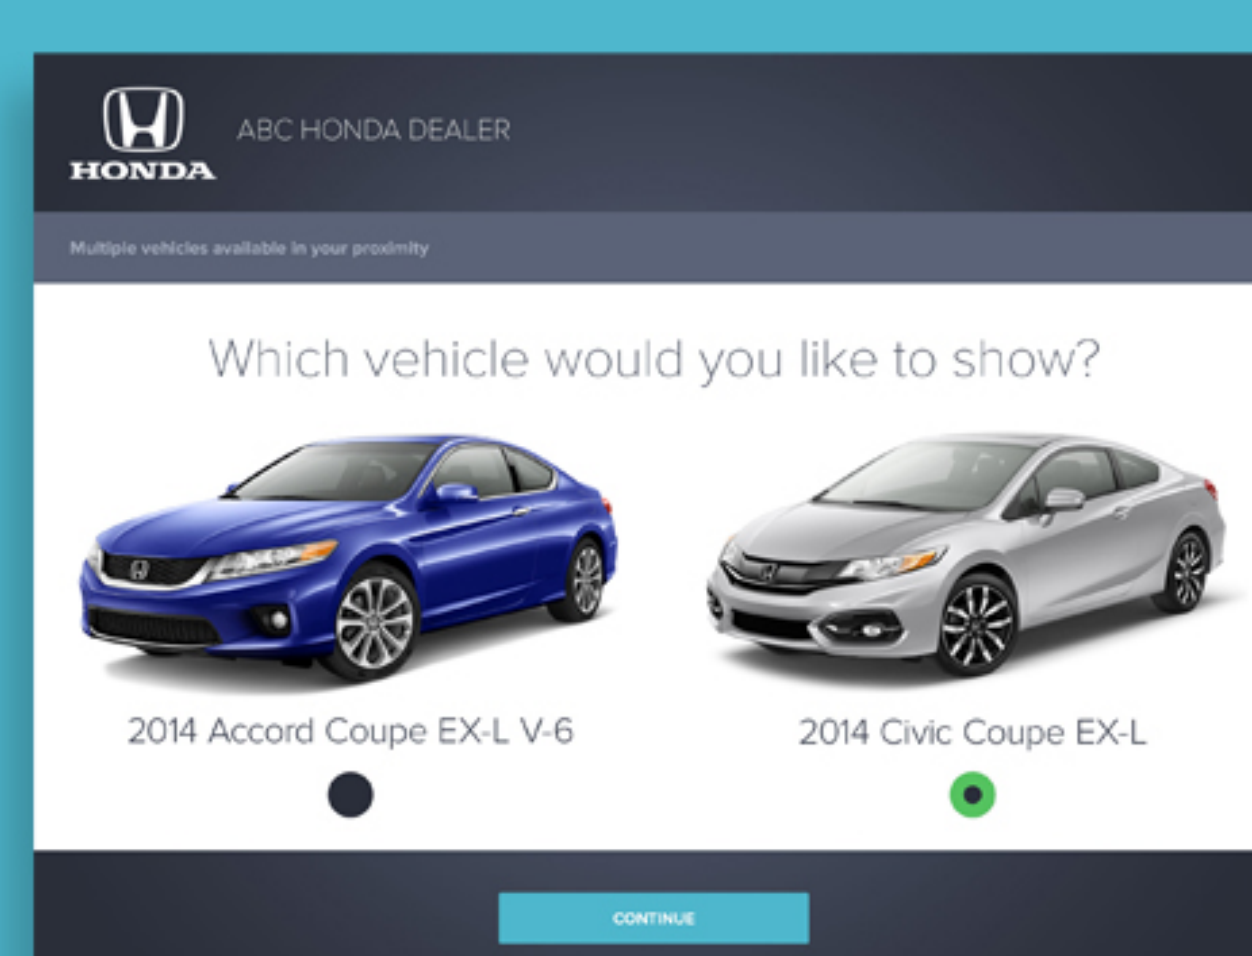 ABC HONDA DEALER
HONDA
Multiple vehicles available in your proximity
Which vehicle would you like to show?
2014 Accord Coupe EX-L V-6
2014 Civic Coupe EX-L
CONTINUE